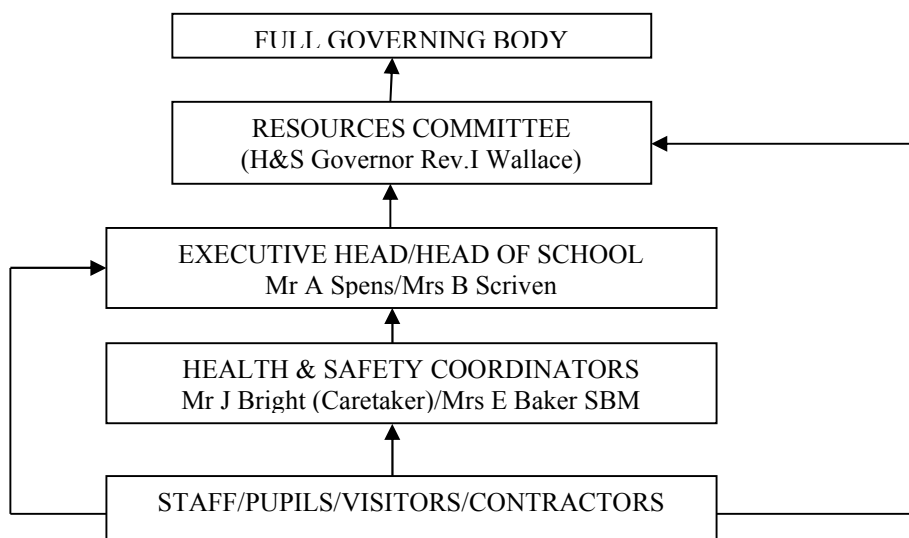 FULL GOVERNING BODY
RESOURCES COMMITTEE
(H&S Governor Rev.I Wallace)
EXECUTIVE HEAD/HEAD OF SCHOOL
Mr A Spens/Mrs B Scriven
HEALTH & SAFETY COORDINATORS
Mr J Bright (Caretaker)/Mrs E Baker SBM
STAFF/PUPILS/VISITORS/CONTRACTORS